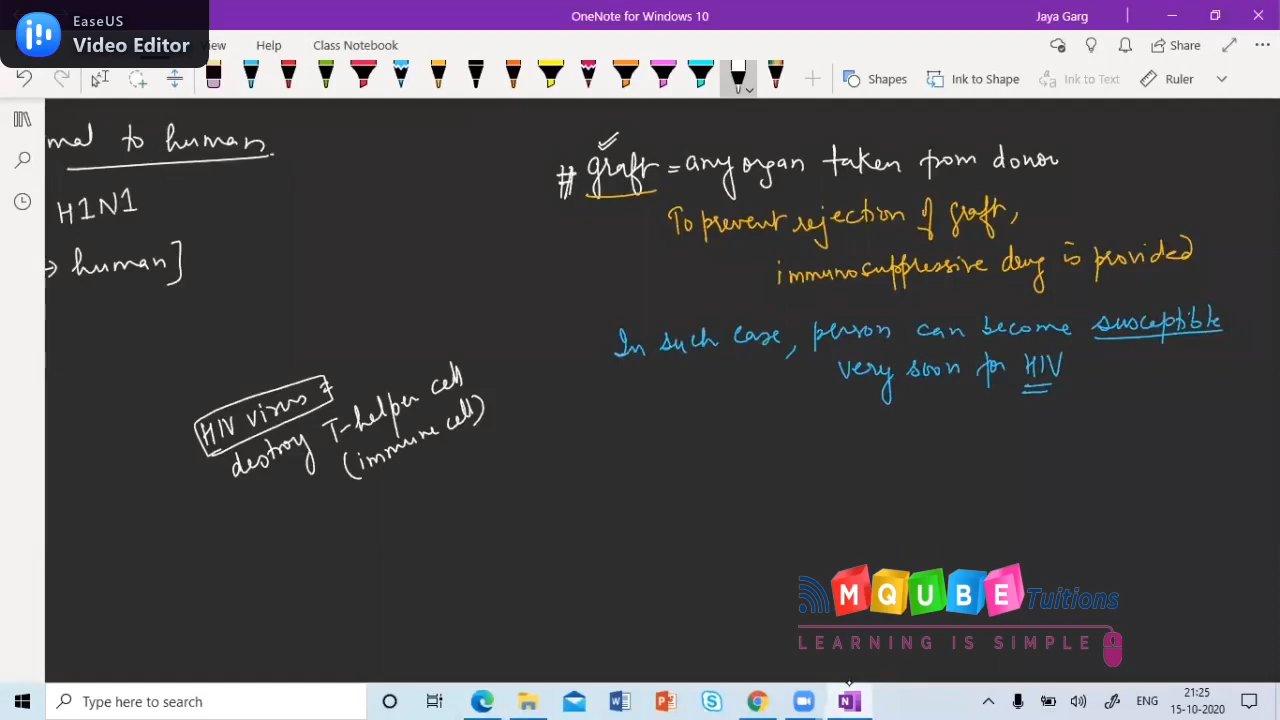 EaseUS
Video Editor
OneNote for Windows 10
Jaya Garg
View
Help
Class Notebook
Share
Shapes
Ink to Shape
Ink to Text
Ruler
mal to human
H1N1
→ human]
# graft = any organ taken from donor
To prevent rejection of graft,
immunosuppressive drug is provided
In such case, person can become susceptible
very soon for HIV
HIV virus
destroy T-helper cell
(immune cell)
MQUBE Tuitions
LEARNING IS SIMPLE
Type here to search
ENG
21:25
15-10-2020